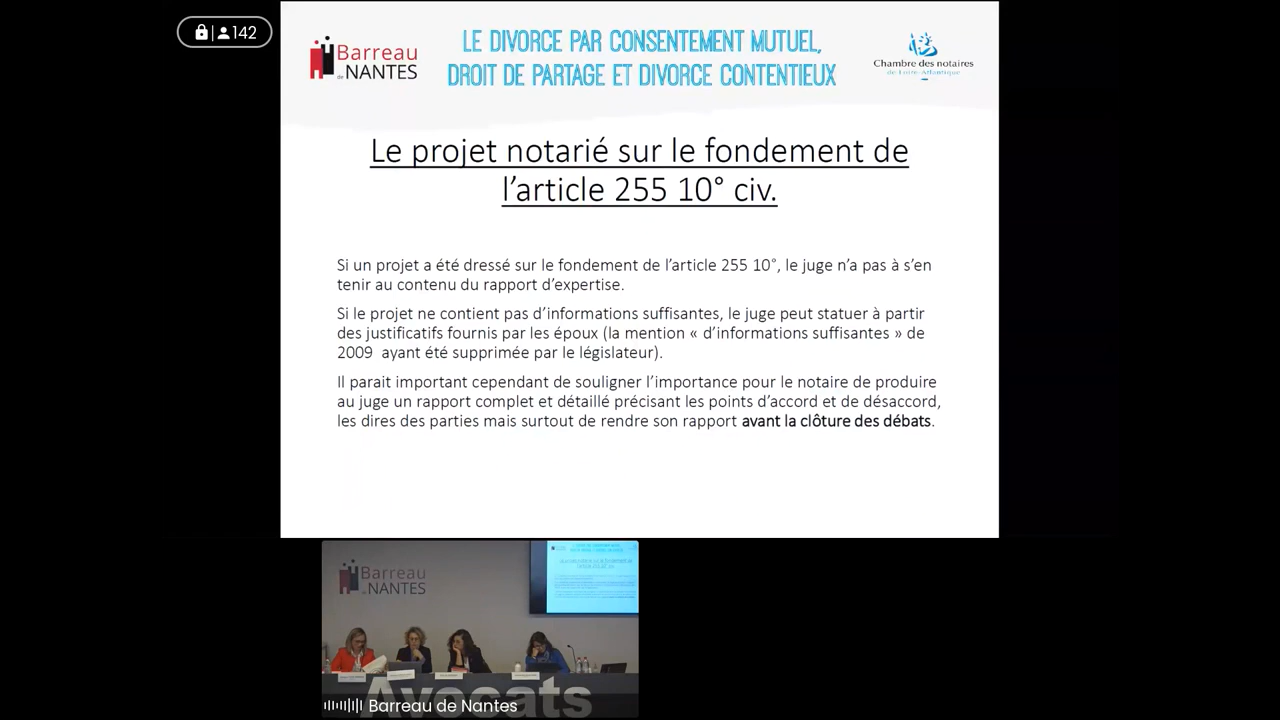 142
Barreau
de NANTES
LE DIVORCE PAR CONSENTEMENT MUTUEL,
DROIT DE PARTAGE ET DIVORCE CONTENTIEUX
Chambre des notaires
de Loire-Atlantique
Le projet notarié sur le fondement de
l’article 255 10° civ.
Si un projet a été dressé sur le fondement de l’article 255 10°, le juge n’a pas à s’en
tenir au contenu du rapport d’expertise.
Si le projet ne contient pas d’informations suffisantes, le juge peut statuer à partir
des justificatifs fournis par les époux (la mention « d’informations suffisantes » de
2009 ayant été supprimée par le législateur).
Il parait important cependant de souligner l’importance pour le notaire de produire
au juge un rapport complet et détaillé précisant les points d’accord et de désaccord,
les dires des parties mais surtout de rendre son rapport avant la clôture des débats.
Barreau
de NANTES
Avocats
Barreau de Nantes